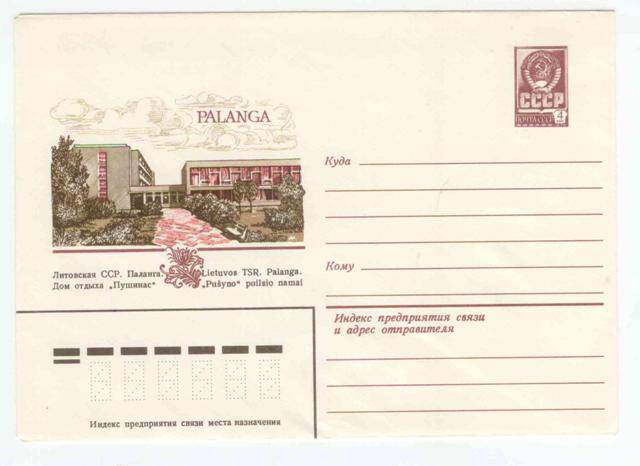 PALANGA
СССР
ПОЧТА СССР 4
Куда
Кому
Литовская ССР. Паланга.
Дом отдыха „Пушинас"
Lietuvos TSR. Palanga.
„Pušyno" poilsio namai
Индекс предприятия связи
и адрес отправителя
Индекс предприятия связи места назначения